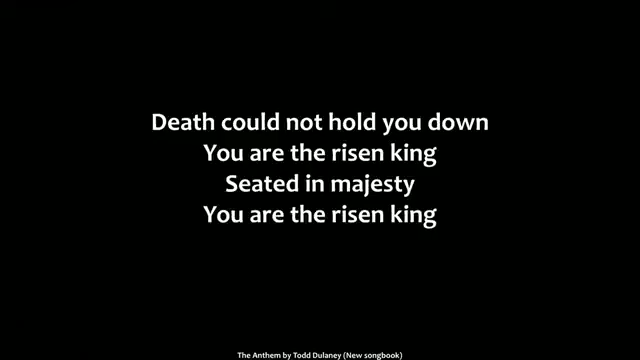 Death could not hold you down
You are the risen king
Seated in majesty
You are the risen king
The Anthem by Todd Dulaney (New songbook)